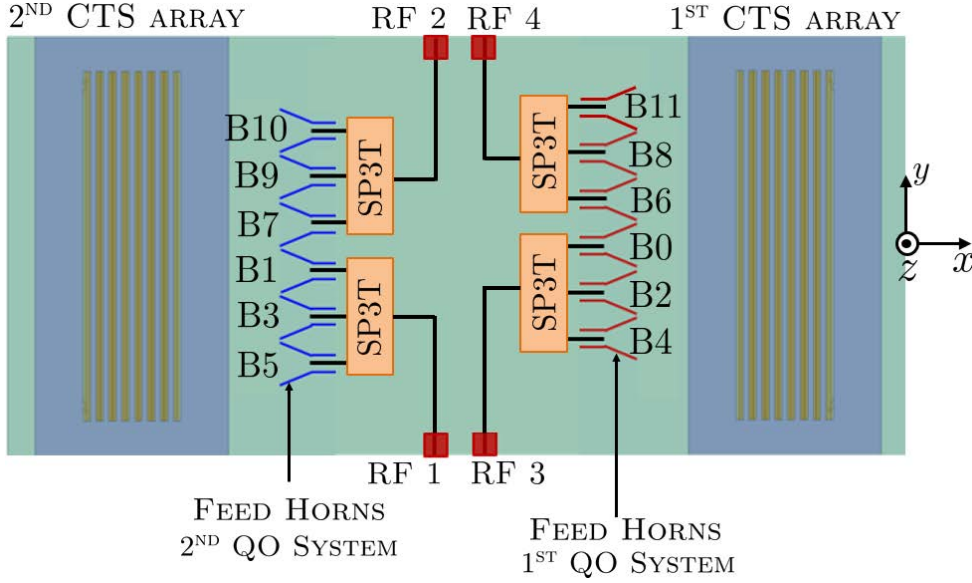 2ND CTS ARRAY
RF 2
RF 4
1ST CTS ARRAY
B10
B9
B7
SP3T
B1
B3
B5
SP3T
SP3T
B11
B8
B6
SP3T
B0
B2
B4
y
x
z
RF 1
RF 3
FEED HORNS
2ND QO SYSTEM
FEED HORNS
1ST QO SYSTEM